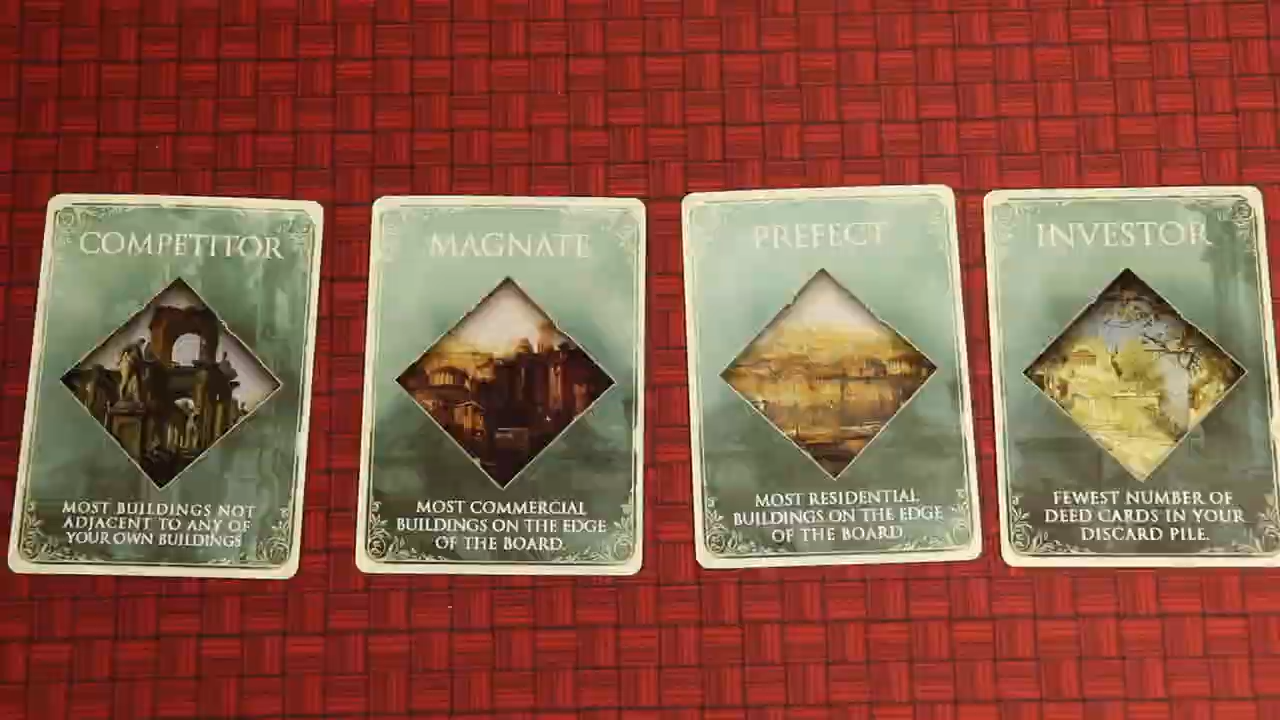 COMPETITOR
MOST BUILDINGS NOT
ADJACENT TO ANY OF
YOUR OWN BUILDINGS
MAGNATE
MOST COMMERCIAL
BUILDINGS ON THE EDGE
OF THE BOARD.
PREFECT
MOST RESIDENTIAL
BUILDINGS ON THE EDGE
OF THE BOARD.
INVESTOR
FEWEST NUMBER OF
DEED CARDS IN YOUR
DISCARD PILE.